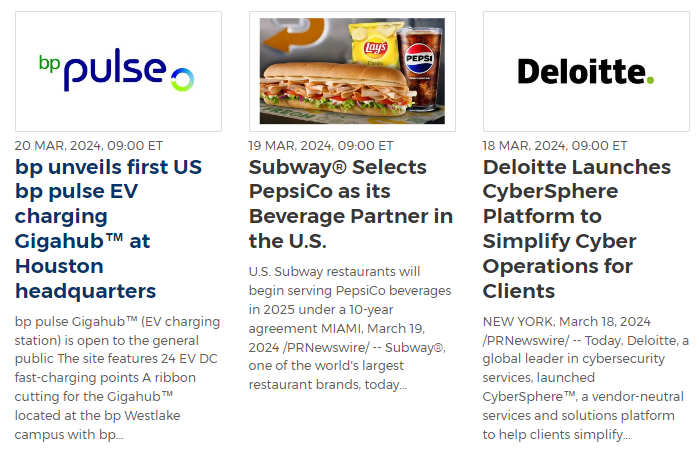 bp pulse
20 MAR, 2024, 09:00 ET
bp unveils first US
bp pulse EV
charging
Gigahub™ at
Houston
headquarters
bp pulse Gigahub™ (EV charging
station) is open to the general
public The site features 24 EV DC
fast-charging points A ribbon
cutting for the Gigahub™
located at the bp Westlake
campus with bp...
Lay's
Classic
PEPSI
19 MAR, 2024, 09:00 ET
Subway® Selects
PepsiCo as its
Beverage Partner in
the U.S.
U.S. Subway restaurants will
begin serving PepsiCo beverages
in 2025 under a 10-year
agreement MIAMI, March 19,
2024 /PRNewswire/ -- Subway®,
one of the world's largest
restaurant brands, today...
Deloitte.
18 MAR, 2024, 09:00 ET
Deloitte Launches
CyberSphere
Platform to
Simplify Cyber
Operations for
Clients
NEW YORK, March 18, 2024
/PRNewswire/ -- Today, Deloitte, a
global leader in cybersecurity
services, launched
CyberSphere™, a vendor-neutral
services and solutions platform
to help clients simplify...